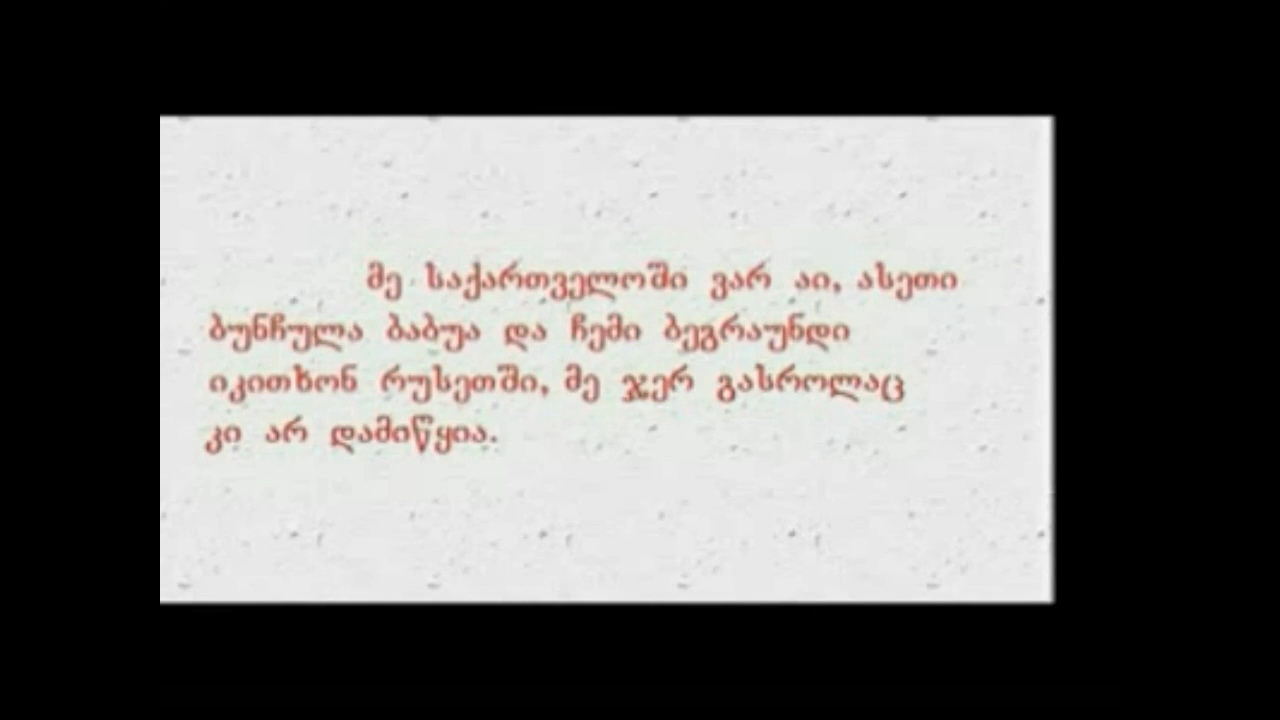 მე საქართველოში ვარ აი, ასეთი
ბუნჩულა ბაბუა და ჩემი ბეგრაუნდი
იკითხონ რუსეთში, მე ჯერ გასროლაც
კი არ დამიწყია.